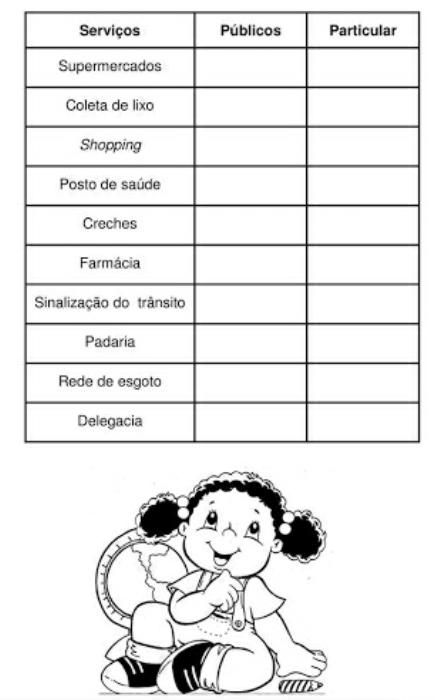 Serviços Públicos Particular
Supermercados
Coleta de lixo
Shopping
Posto de saúde
Creches
Farmácia
Sinalização do trânsito
Padaria
Rede de esgoto
Delegacia